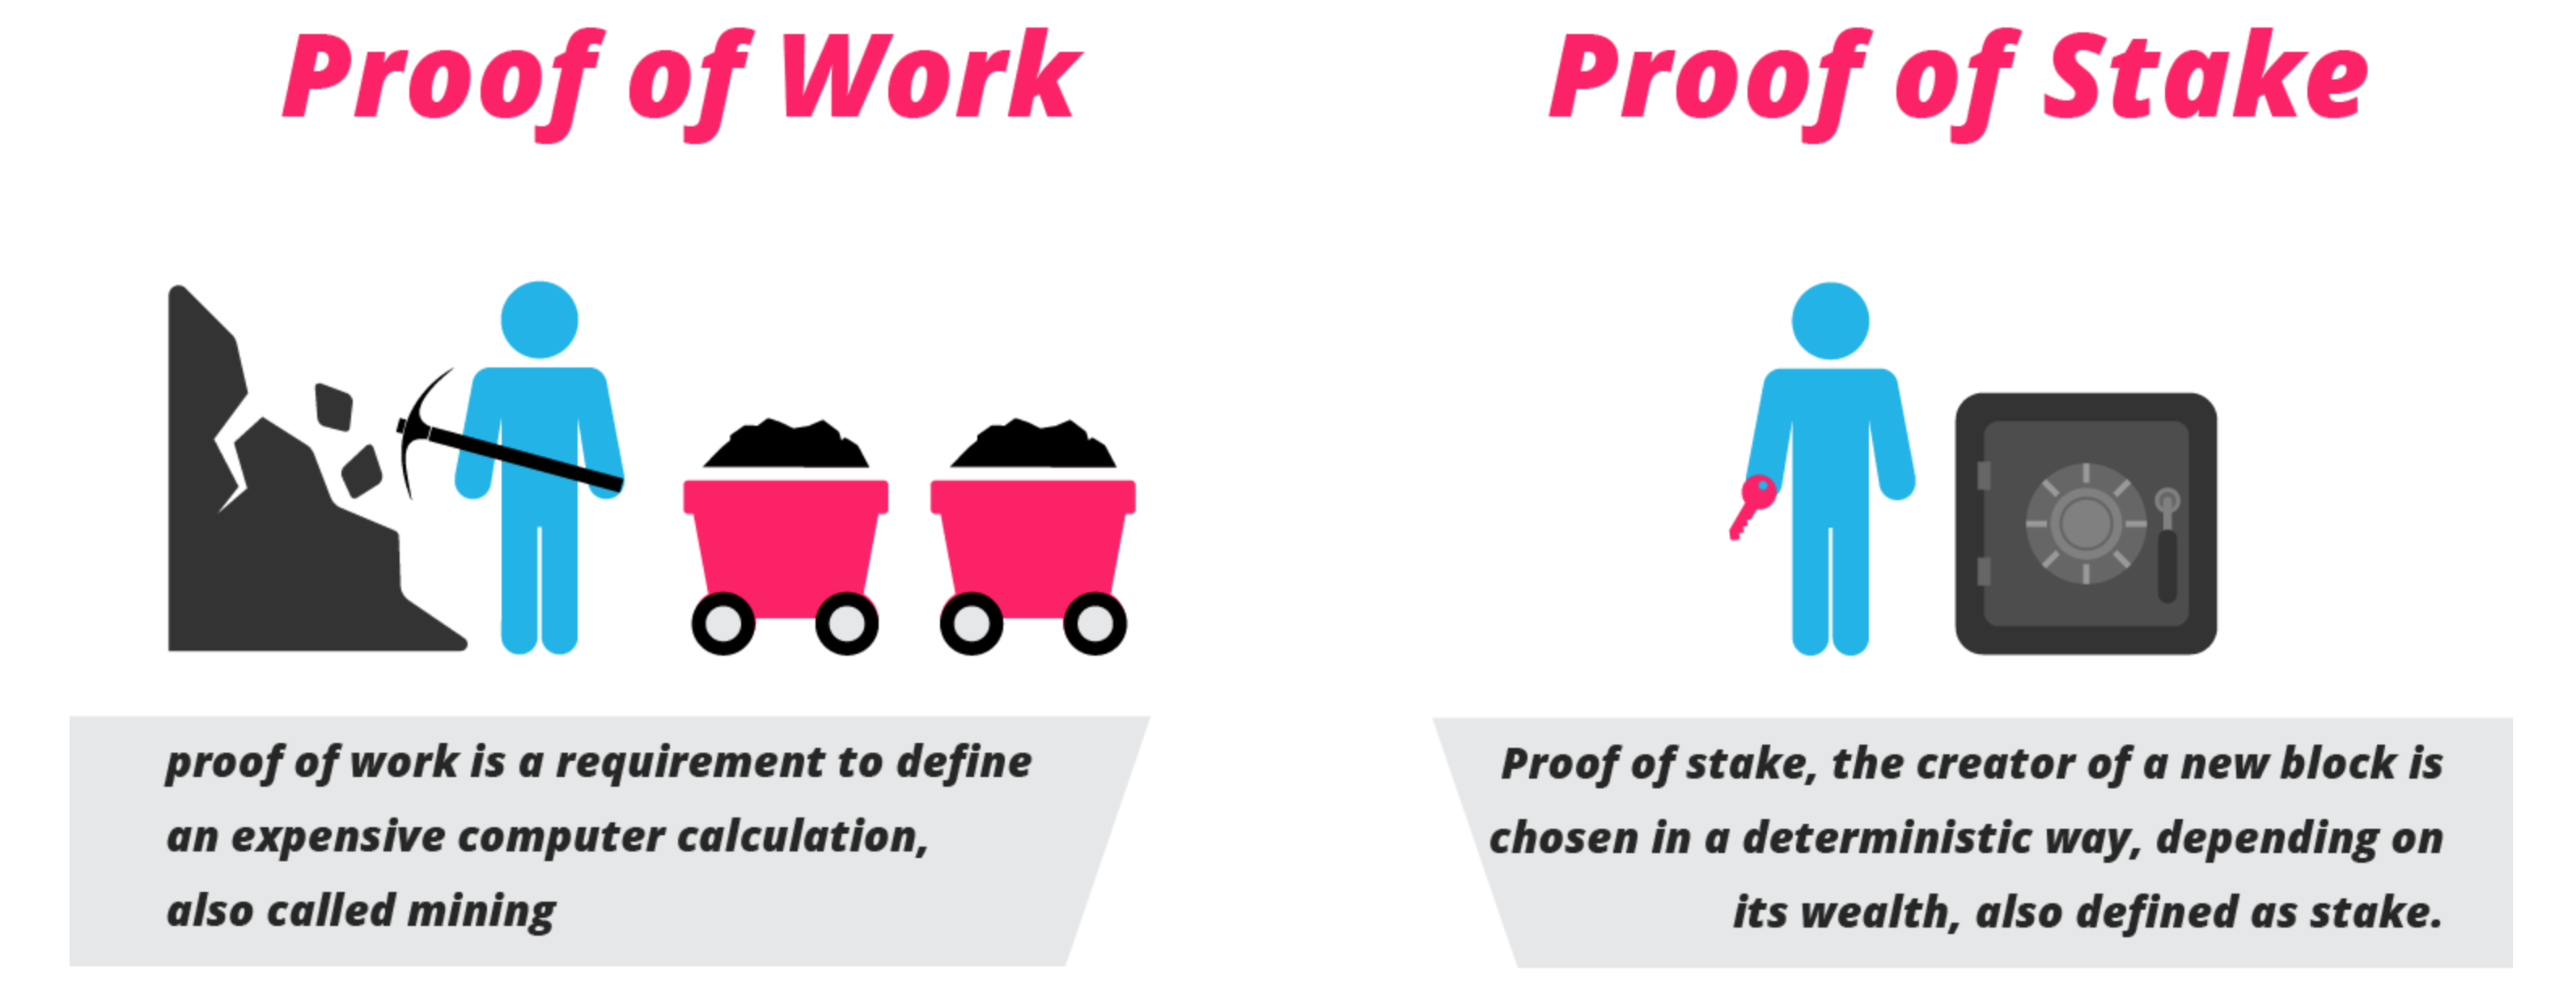 Proof of Work
proof of work is a requirement to define
an expensive computer calculation,
also called mining
Proof of Stake
Proof of stake, the creator of a new block is
chosen in a deterministic way, depending on
its wealth, also defined as stake.